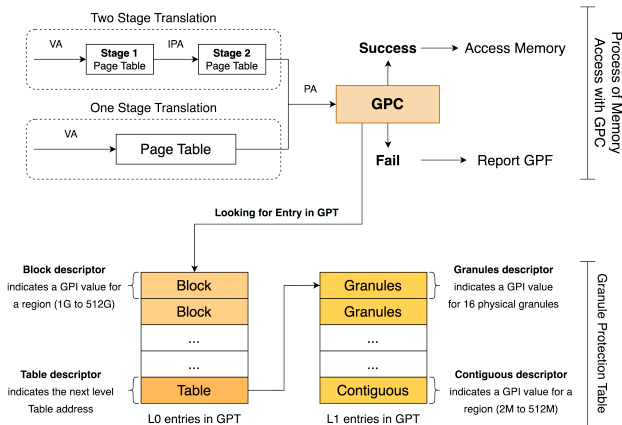 Two Stage Translation
VA
Stage 1
Page Table
IPA
Stage 2
Page Table
One Stage Translation
VA
Page Table
PA
GPC
Success
Access Memory
Fail
Report GPF
Process of Memory
Access with GPC
Looking for Entry in GPT
Block descriptor
indicates a GPI value for
a region (1G to 512G)
Table descriptor
indicates the next level
Table address
Block
Block
...
...
Table
L0 entries in GPT
Granules
Granules
...
...
Contiguous
L1 entries in GPT
Granules descriptor
indicates a GPI value
for 16 physical granules
Contiguous descriptor
indicates a GPI value for a
region (2M to 512M)
Granule Protection Table